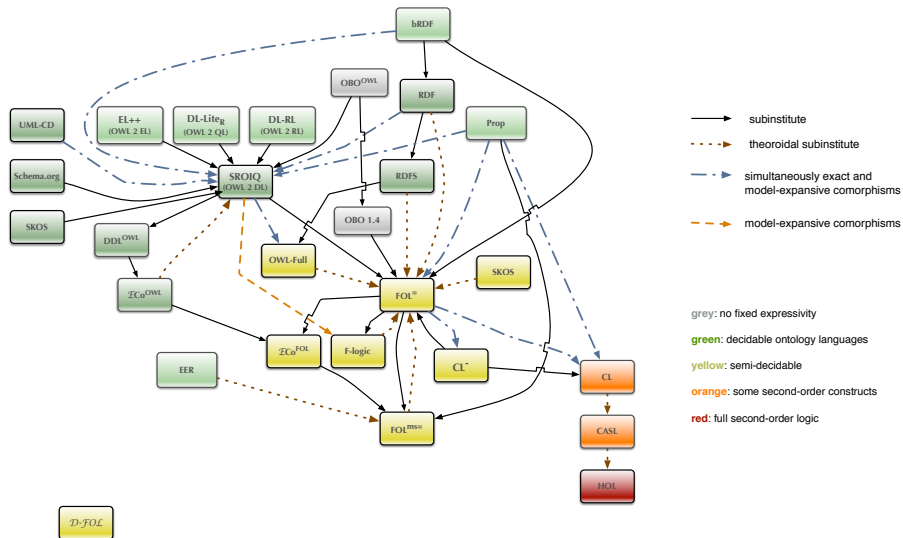 bRDF
OBO^OWL
RDF
UML-CD
EL++
(OWL 2 EL)
DL-Lite_R
(OWL 2 QL)
DL-RL
(OWL 2 RL)
Prop
subinstitute
theoroidal subinstitute
Schema.org
SROIQ
(OWL 2 DL)
RDFS
simultaneously exact and
model-expansive comorphisms
SKOS
OBO 1.4
model-expansive comorphisms
DDL^OWL
OWL-Full
SKOS
ℰCo^OWL
FOL^=
grey: no fixed expressivity
green: decidable ontology languages
ℰCo^FOL
F-logic
CL^-
yellow: semi-decidable
EER
CL
orange: some second-order constructs
FOL^ms=
CASL
red: full second-order logic
HOL
𝒟-ℱ𝒪ℒ